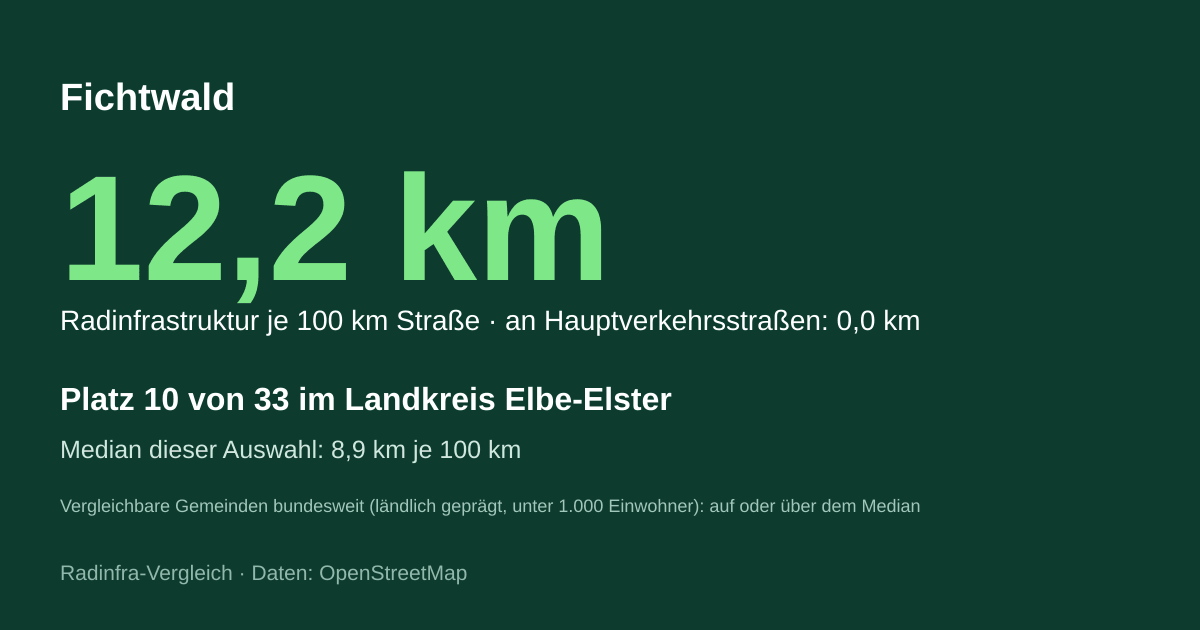 Fichtwald
12,2 km
Radinfrastruktur je 100 km Straße · an Hauptverkehrsstraßen: 0,0 km
Platz 10 von 33 im Landkreis Elbe-Elster
Median dieser Auswahl: 8,9 km je 100 km
Vergleichbare Gemeinden bundesweit (ländlich geprägt, unter 1.000 Einwohner): auf oder über dem Median
Radinfra-Vergleich · Daten: OpenStreetMap